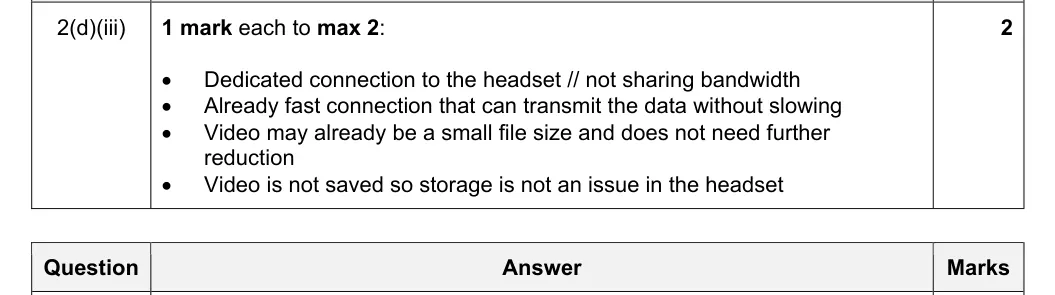 2(d)(iii) 1 mark each to max 2: 2
• Dedicated connection to the headset // not sharing bandwidth
• Already fast connection that can transmit the data without slowing
• Video may already be a small file size and does not need further
reduction
• Video is not saved so storage is not an issue in the headset
Question Answer Marks